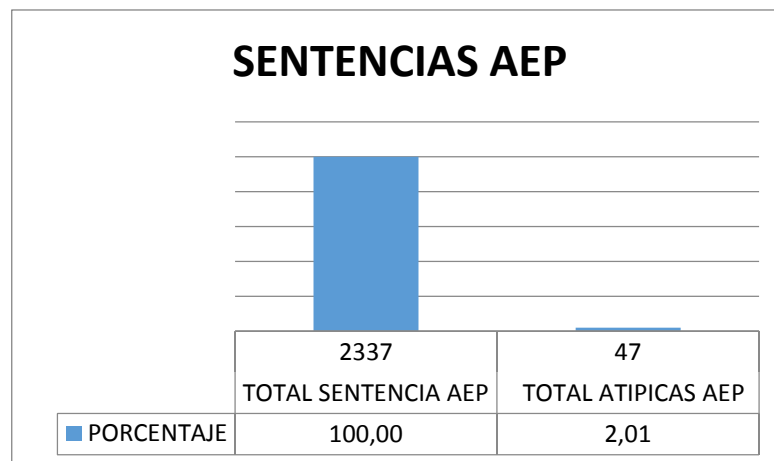 SENTENCIAS AEP
2337 47
TOTAL SENTENCIA AEP TOTAL ATIPICAS AEP
PORCENTAJE 100,00 2,01